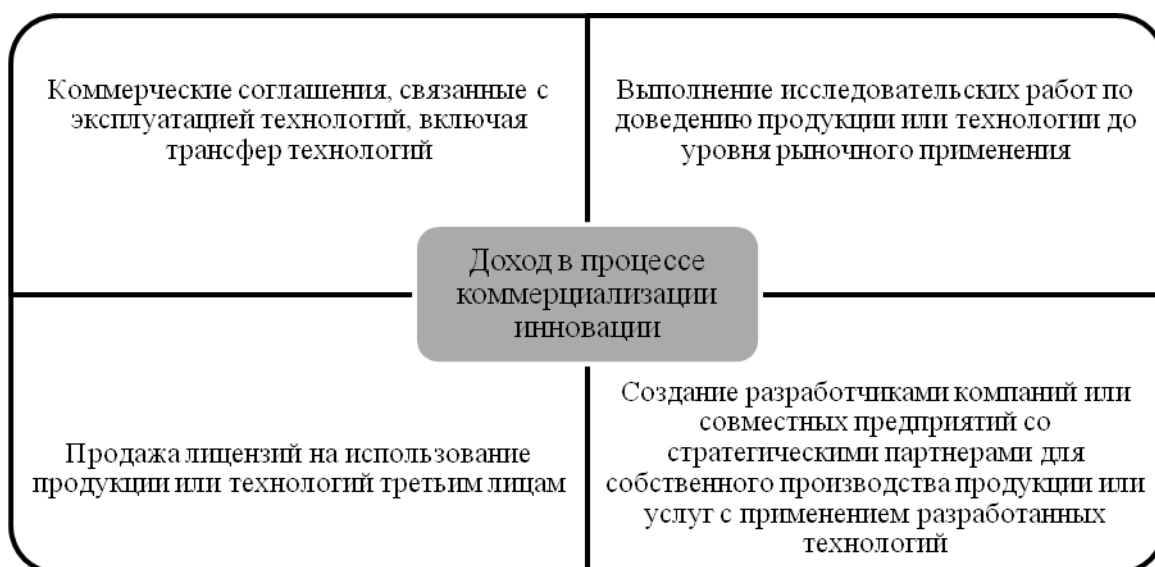 Коммерческие соглашения, связанные с
эксплуатацией технологий, включая
трансфер технологий
Выполнение исследовательских работ по
доведению продукции или технологии до
уровня рыночного применения
Доход в процессе
коммерциализации
инновации
Продажа лицензий на использование
продукции или технологий третьим лицам
Создание разработчиками компаний или
совместных предприятий со
стратегическими партнерами для
собственного производства продукции или
услуг с применением разработанных
технологий